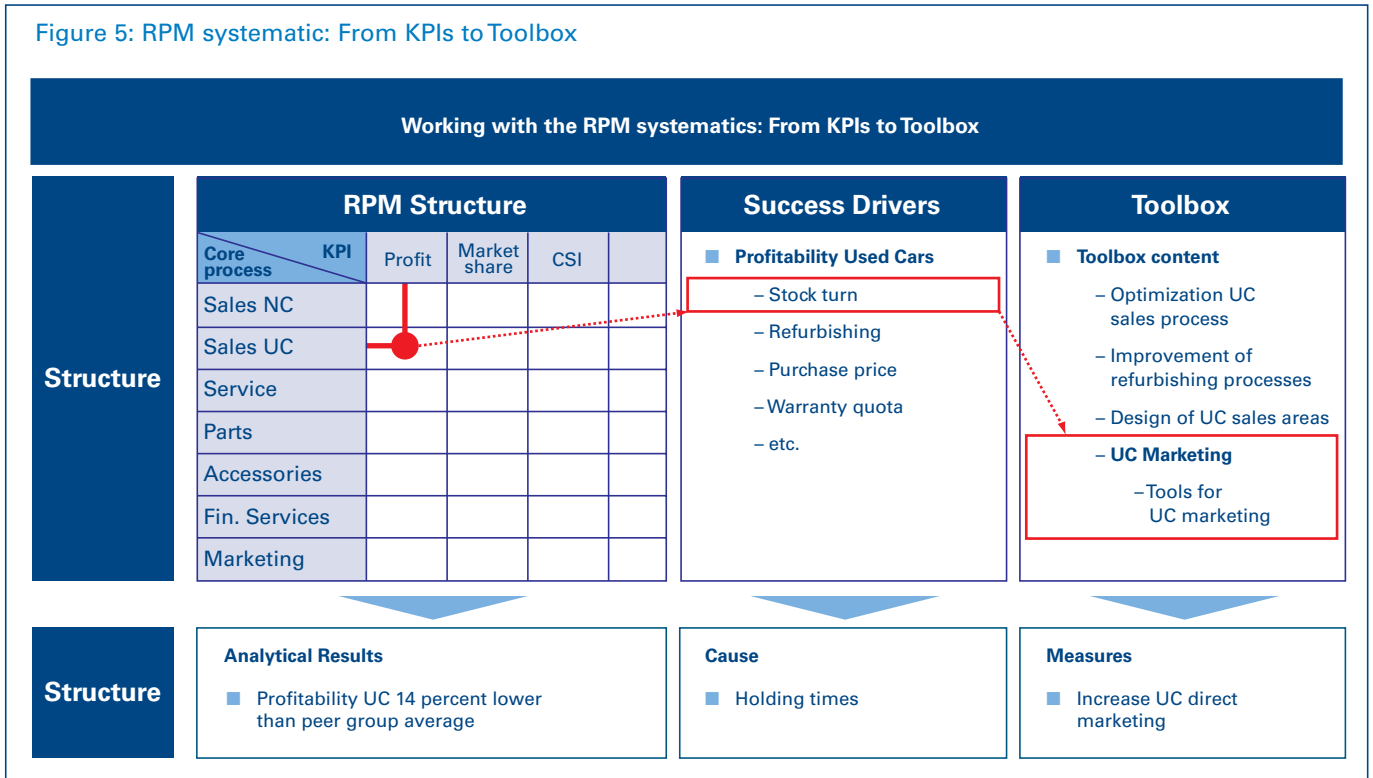 Figure 5: RPM systematic: From KPIs to Toolbox
Working with the RPM systematics: From KPIs to Toolbox
Structure
RPM Structure
Core process
KPI
Profit
Market share
CSI
Sales NC
Sales UC
Service
Parts
Accessories
Fin. Services
Marketing
Success Drivers
Profitability Used Cars
– Stock turn
– Refurbishing
– Purchase price
– Warranty quota
– etc.
Toolbox
Toolbox content
– Optimization UC
sales process
– Improvement of
refurbishing processes
– Design of UC sales areas
– UC Marketing
– Tools for
UC marketing
Structure
Analytical Results
Profitability UC 14 percent lower
than peer group average
Cause
Holding times
Measures
Increase UC direct
marketing